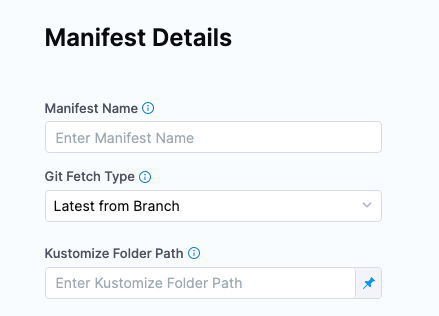 Manifest Details
Manifest Name
Enter Manifest Name
Git Fetch Type
Latest from Branch
Kustomize Folder Path
Enter Kustomize Folder Path